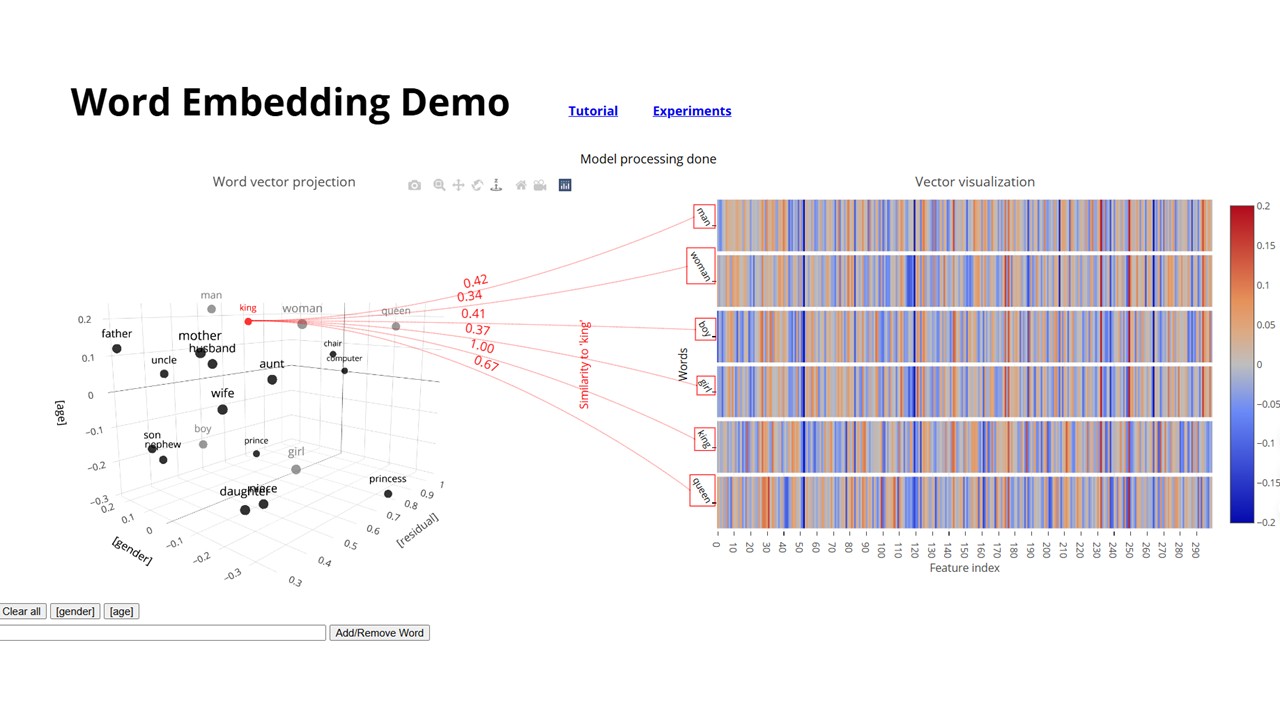 Word Embedding Demo
Tutorial
Experiments
Model processing done
Word vector projection
man
king
woman
queen
father
mother
husband
uncle
aunt
chair
computer
wife
son
nephew
boy
prince
girl
daughter
niece
princess
0.2
0.1
0
−0.1
−0.2
−0.3
[age]
0.2
0.1
0
−0.1
−0.2
−0.3
[gender]
0.3
0.4
0.5
0.6
0.7
0.8
0.9
1
[residual]
0.42
0.34
0.41
0.37
1.00
0.67
Similarity to 'king'
Vector visualization
Words
man
woman
boy
girl
king
queen
0 10 20 30 40 50 60 70 80 90 100 110 120 130 140 150 160 170 180 190 200 210 220 230 240 250 260 270 280 290
Feature index
0.2
0.15
0.1
0.05
0
−0.05
−0.1
−0.15
−0.2
Clear all
[gender]
[age]
Add/Remove Word